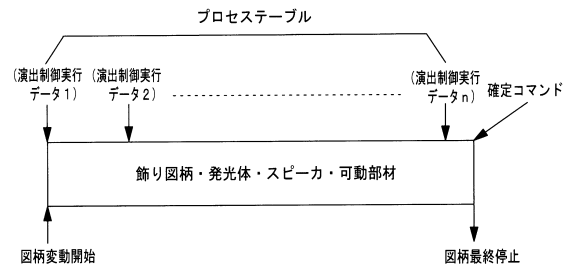 プロセステーブル
(演出制御実行
データ1)
(演出制御実行
データ2)
(演出制御実行
データn)
確定コマンド
飾り図柄・発光体・スピーカ・可動部材
図柄変動開始
図柄最終停止